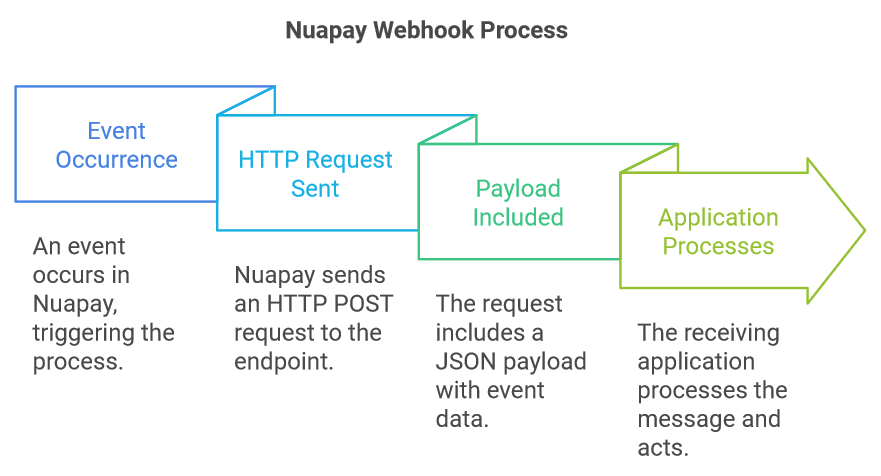 Nuapay Webhook Process
Event
Occurrence
HTTP Request
Sent
Payload
Included
Application
Processes
An event
occurs in
Nuapay,
triggering the
process.
Nuapay sends
an HTTP POST
request to the
endpoint.
The request
includes a
JSON payload
with event
data.
The receiving
application
processes the
message and
acts.